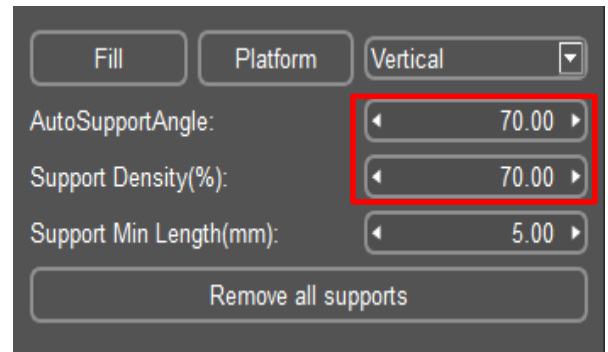 Fill Platform Vertical
AutoSupportAngle: 70.00
Support Density(%): 70.00
Support Min Length(mm): 5.00
Remove all supports